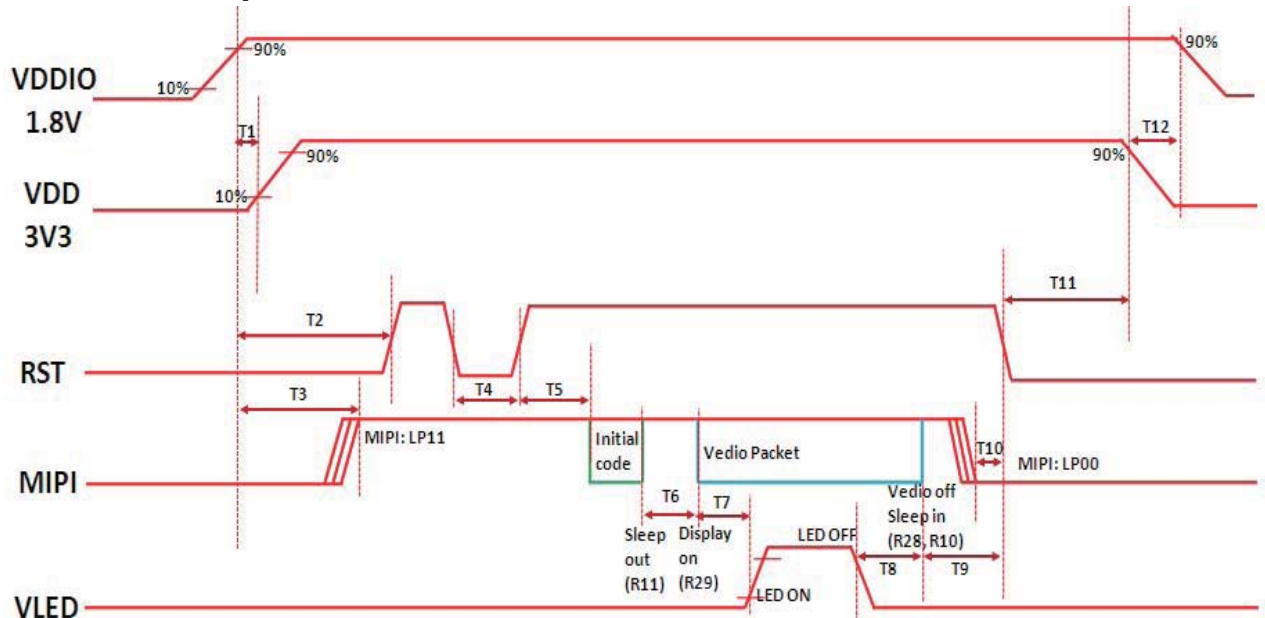 VDDIO
1.8V
10%
90%
90%
T1
T12
VDD
3V3
10%
90%
90%
T2
T11
RST
T3
T4
T5
MIPI: LP11
Initial
code
Vedio Packet
T10
MIPI: LP00
MIPI
T6
T7
Vedio off
Sleep in
(R28, R10)
Sleep
out
(R11)
Display
on
(R29)
LED OFF
T8
T9
LED ON
VLED